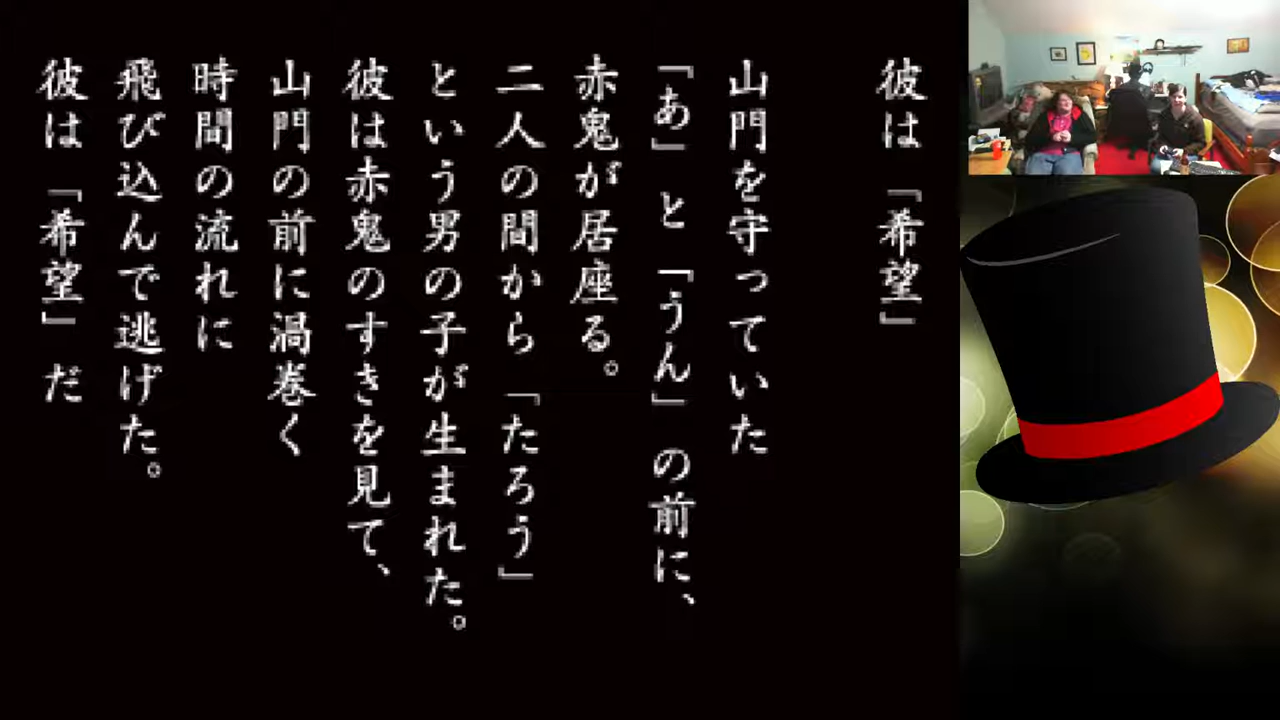 彼は「希望」
山門を守っていた
「あ」と「うん」の前に、
赤鬼が居座る。
二人の間から「たろう」
という男の子が生まれた。
彼は赤鬼のすきを見て、
山門の前に渦巻く
時間の流れに
飛び込んで逃げた。
彼は「希望」だ